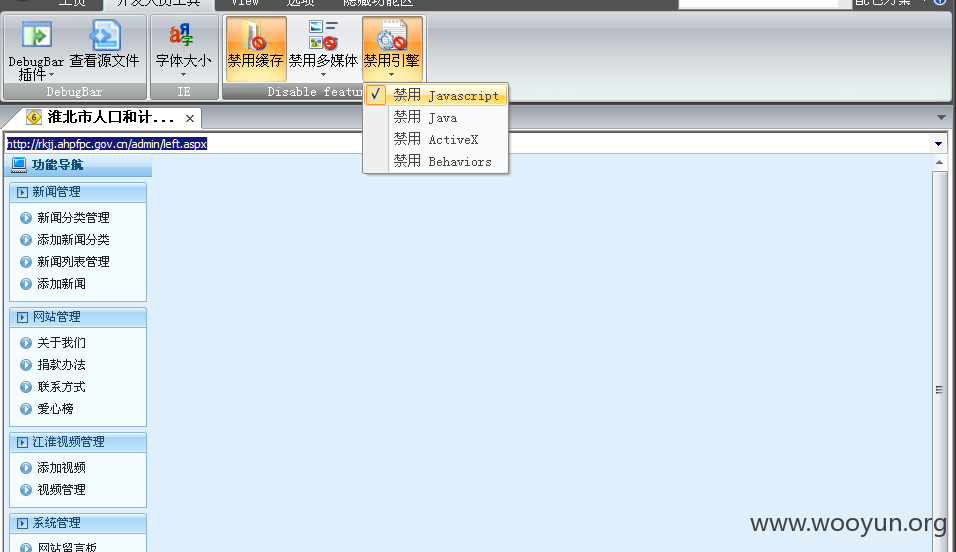 主页 开发人员工具 View 选项 隐藏功能区 配色方案
DebugBar 插件 查看源文件 字体大小 禁用缓存 禁用多媒体 禁用引擎
DebugBar IE Disable featu
禁用 Javascript
禁用 Java
禁用 ActiveX
禁用 Behaviors
淮北市人口和计...
http://rkjj.ahpfpc.gov.cn/admin/left.aspx
功能导航
新闻管理
新闻分类管理
添加新闻分类
新闻列表管理
添加新闻
网站管理
关于我们
捐款办法
联系方式
爱心榜
江淮视频管理
添加视频
视频管理
系统管理
网站留言板
www.wooyun.org